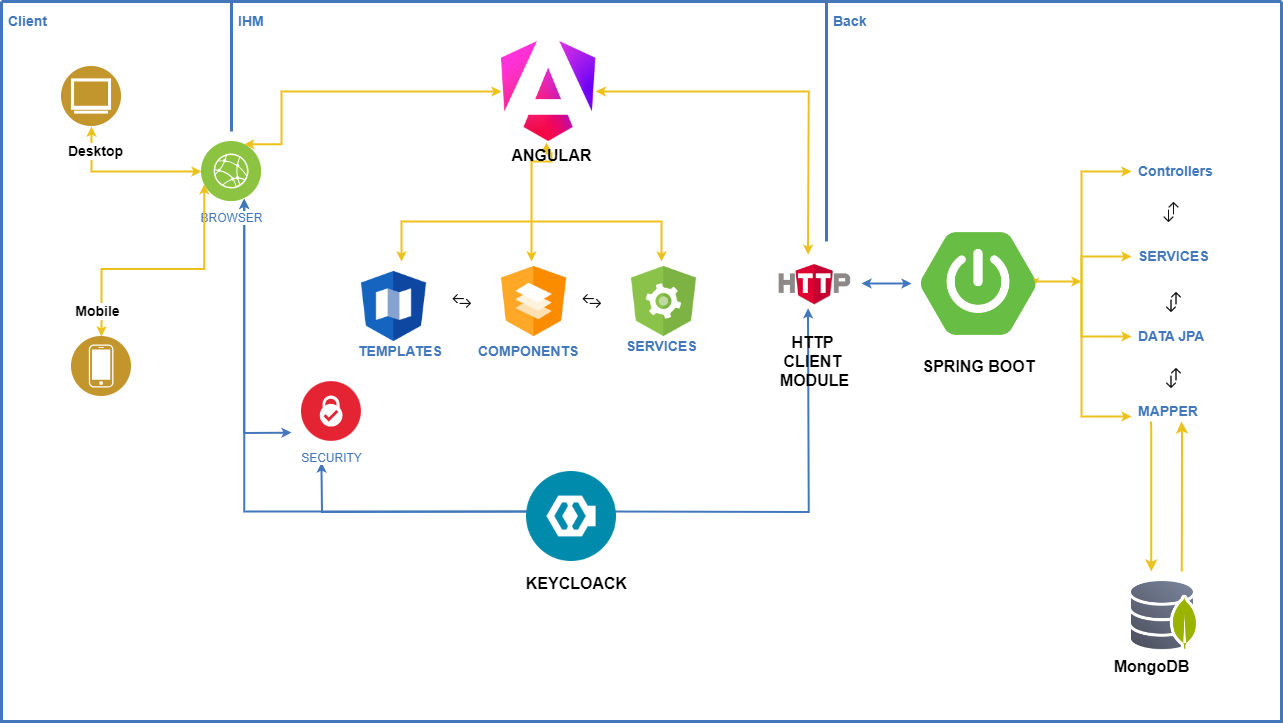 Client
IHM
Back
Desktop
BROWSER
Mobile
ANGULAR
TEMPLATES
COMPONENTS
SERVICES
SECURITY
KEYCLOACK
HTTP
HTTP
CLIENT
MODULE
SPRING BOOT
Controllers
SERVICES
DATA JPA
MAPPER
MongoDB